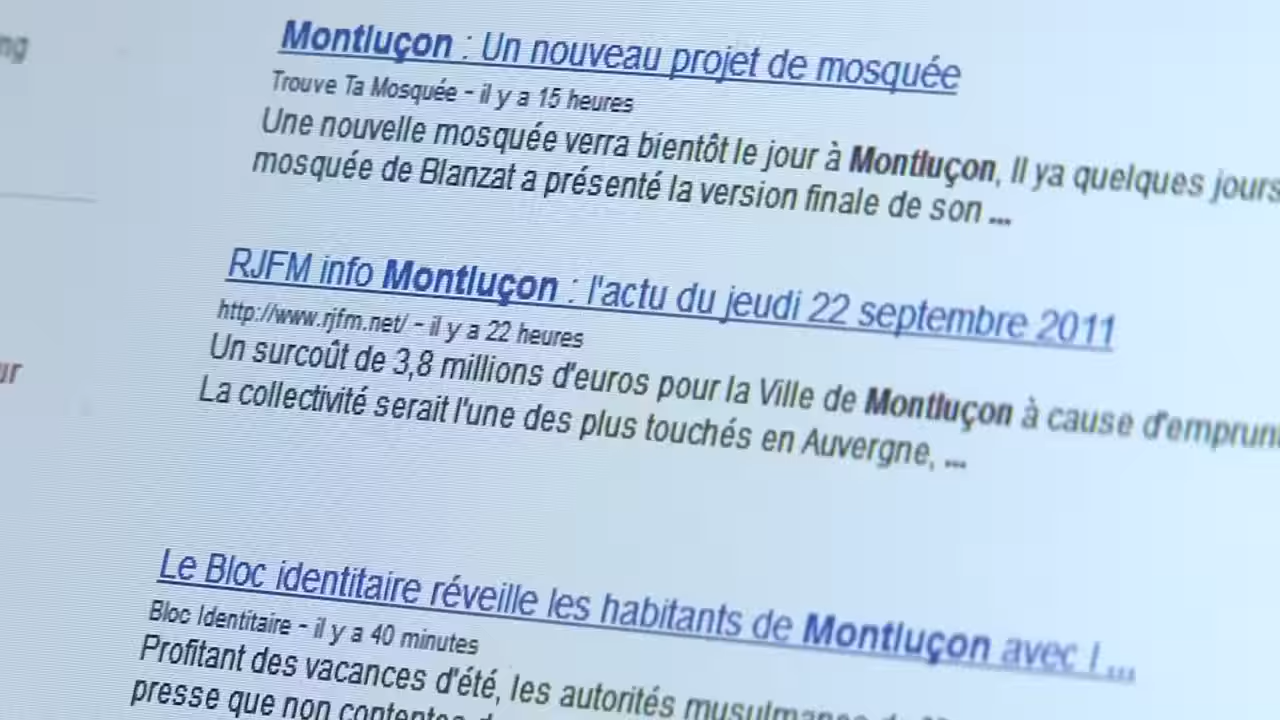 ng
Montluçon : Un nouveau projet de mosquée
Trouve Ta Mosquée - il y a 15 heures
Une nouvelle mosquée verra bientôt le jour à Montluçon, Il ya quelques jours
mosquée de Blanzat a présenté la version finale de son ...
RJFM info Montluçon : l'actu du jeudi 22 septembre 2011
http://www.rjfm.net/ - il y a 22 heures
Un surcoût de 3,8 millions d'euros pour la Ville de Montluçon à cause d'emprun
La collectivité serait l'une des plus touchés en Auvergne, ...
ur
Le Bloc identitaire réveille les habitants de Montluçon avec l ...
Bloc Identitaire - il y a 40 minutes
Profitant des vacances d'été, les autorités musulmanes
presse que non contentes